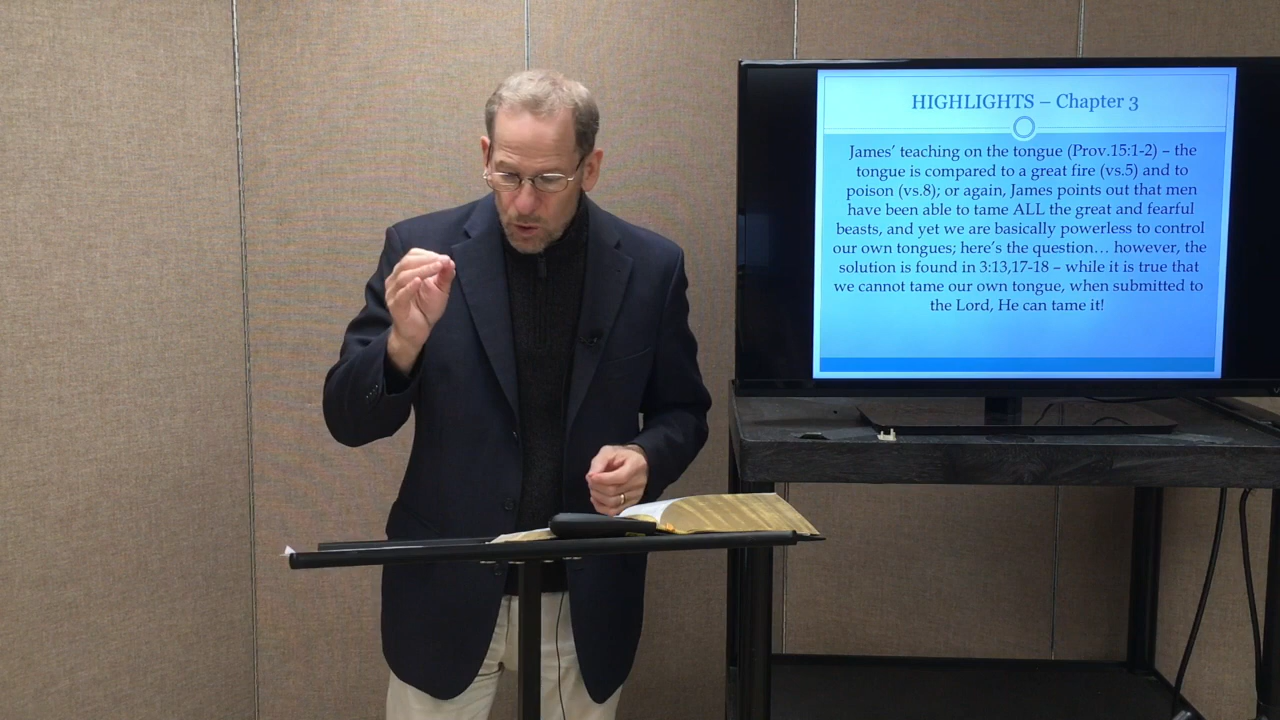 HIGHLIGHTS – Chapter 3
James' teaching on the tongue (Prov.15:1-2) – the
tongue is compared to a great fire (vs.5) and to
poison (vs.8); or again, James points out that men
have been able to tame ALL the great and fearful
beasts, and yet we are basically powerless to control
our own tongues; here's the question… however, the
solution is found in 3:13,17-18 – while it is true that
we cannot tame our own tongue, when submitted to
the Lord, He can tame it!